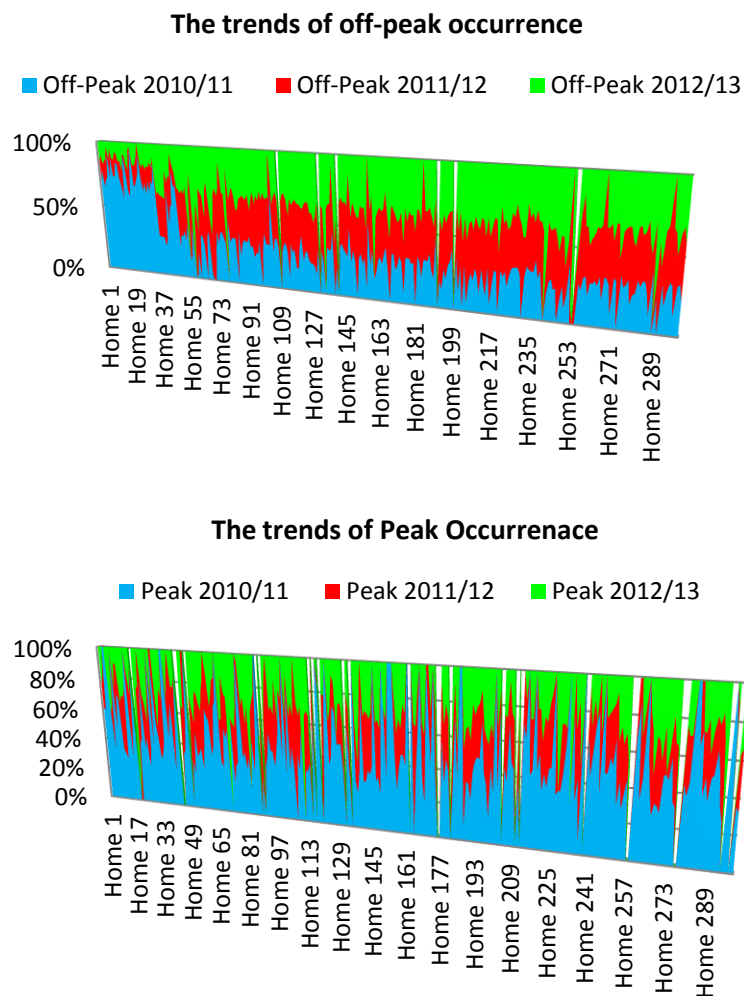 The trends of off-peak occurrence
Off-Peak 2010/11 Off-Peak 2011/12 Off-Peak 2012/13
100%
50%
0%
Home 1
Home 19
Home 37
Home 55
Home 73
Home 91
Home 109
Home 127
Home 145
Home 163
Home 181
Home 199
Home 217
Home 235
Home 253
Home 271
Home 289
The trends of Peak Occurrenace
Peak 2010/11 Peak 2011/12 Peak 2012/13
100%
80%
60%
40%
20%
0%
Home 1
Home 17
Home 33
Home 49
Home 65
Home 81
Home 97
Home 113
Home 129
Home 145
Home 161
Home 177
Home 193
Home 209
Home 225
Home 241
Home 257
Home 273
Home 289